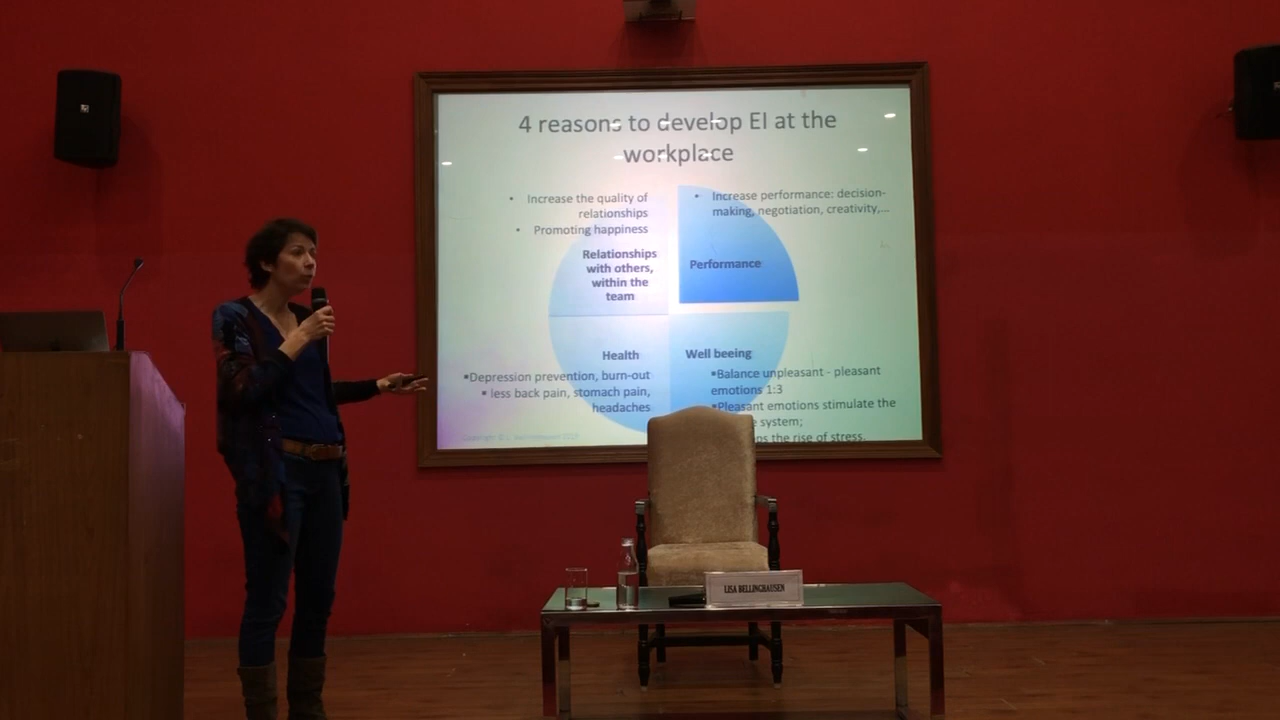 4 reasons to develop EI at the
workplace
• Increase the quality of
relationships
• Promoting happiness
Relationships
with others,
within the
team
• Increase performance: decision-
making, negotiation, creativity,...
Performance
Health
▪Depression prevention, burn-out
▪ less back pain, stomach pain,
headaches
Well beeing
▪Balance unpleasant - pleasant
emotions 1:3
▪Pleasant emotions stimulate the
system;
the rise of stress.
LISA BELLINGHAUSEN